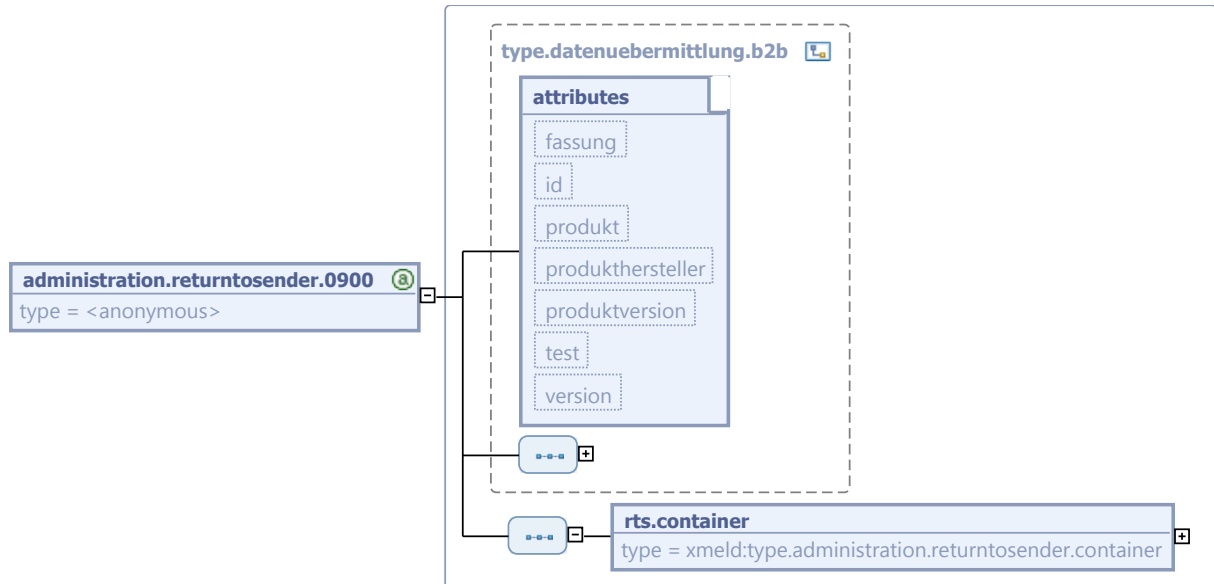 type.datenuebermittlung.b2b
attributes
fassung
id
produkt
produkthersteller
produktversion
test
version
administration.returntosender.0900
type = <anonymous>
rts.container
type = xmeld:type.administration.returntosender.container